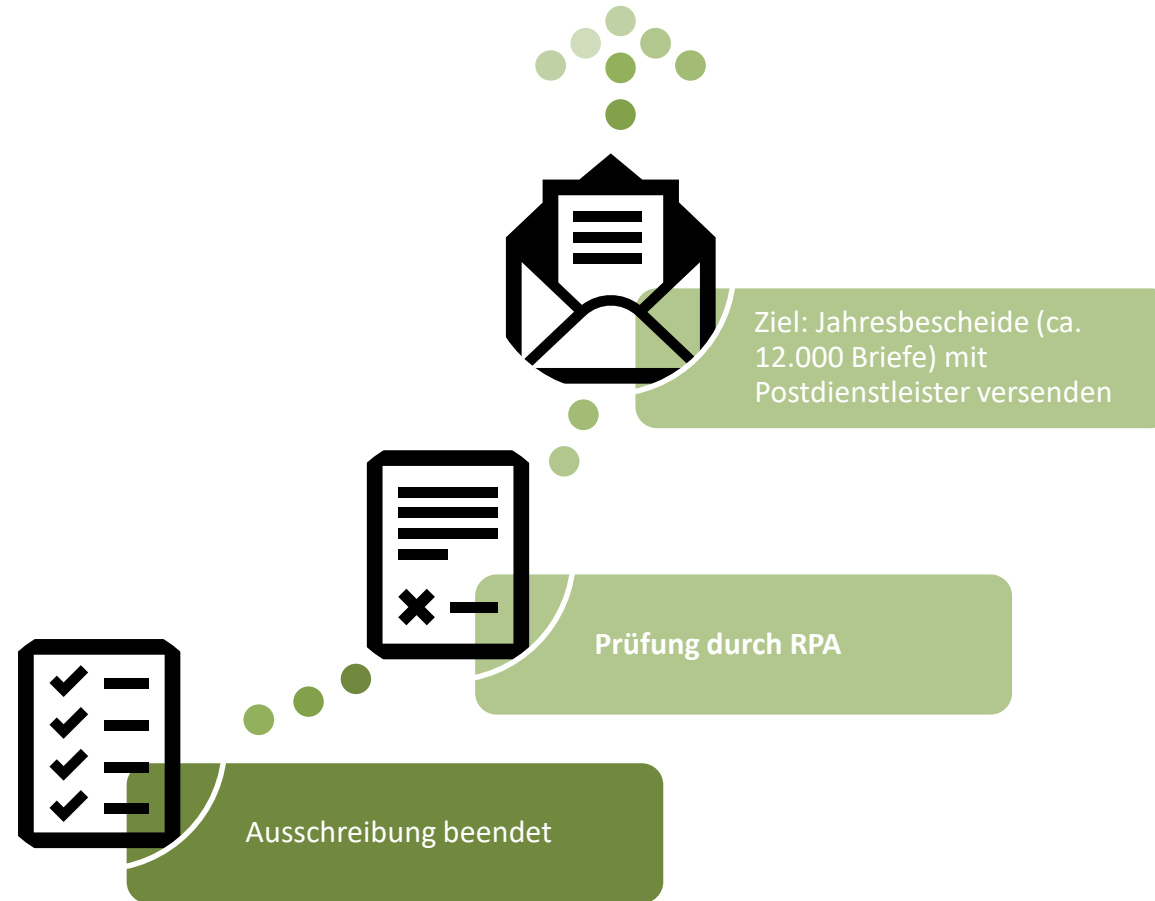 Ziel: Jahresbescheide (ca.
12.000 Briefe) mit
Postdienstleister versenden
Prüfung durch RPA
Ausschreibung beendet